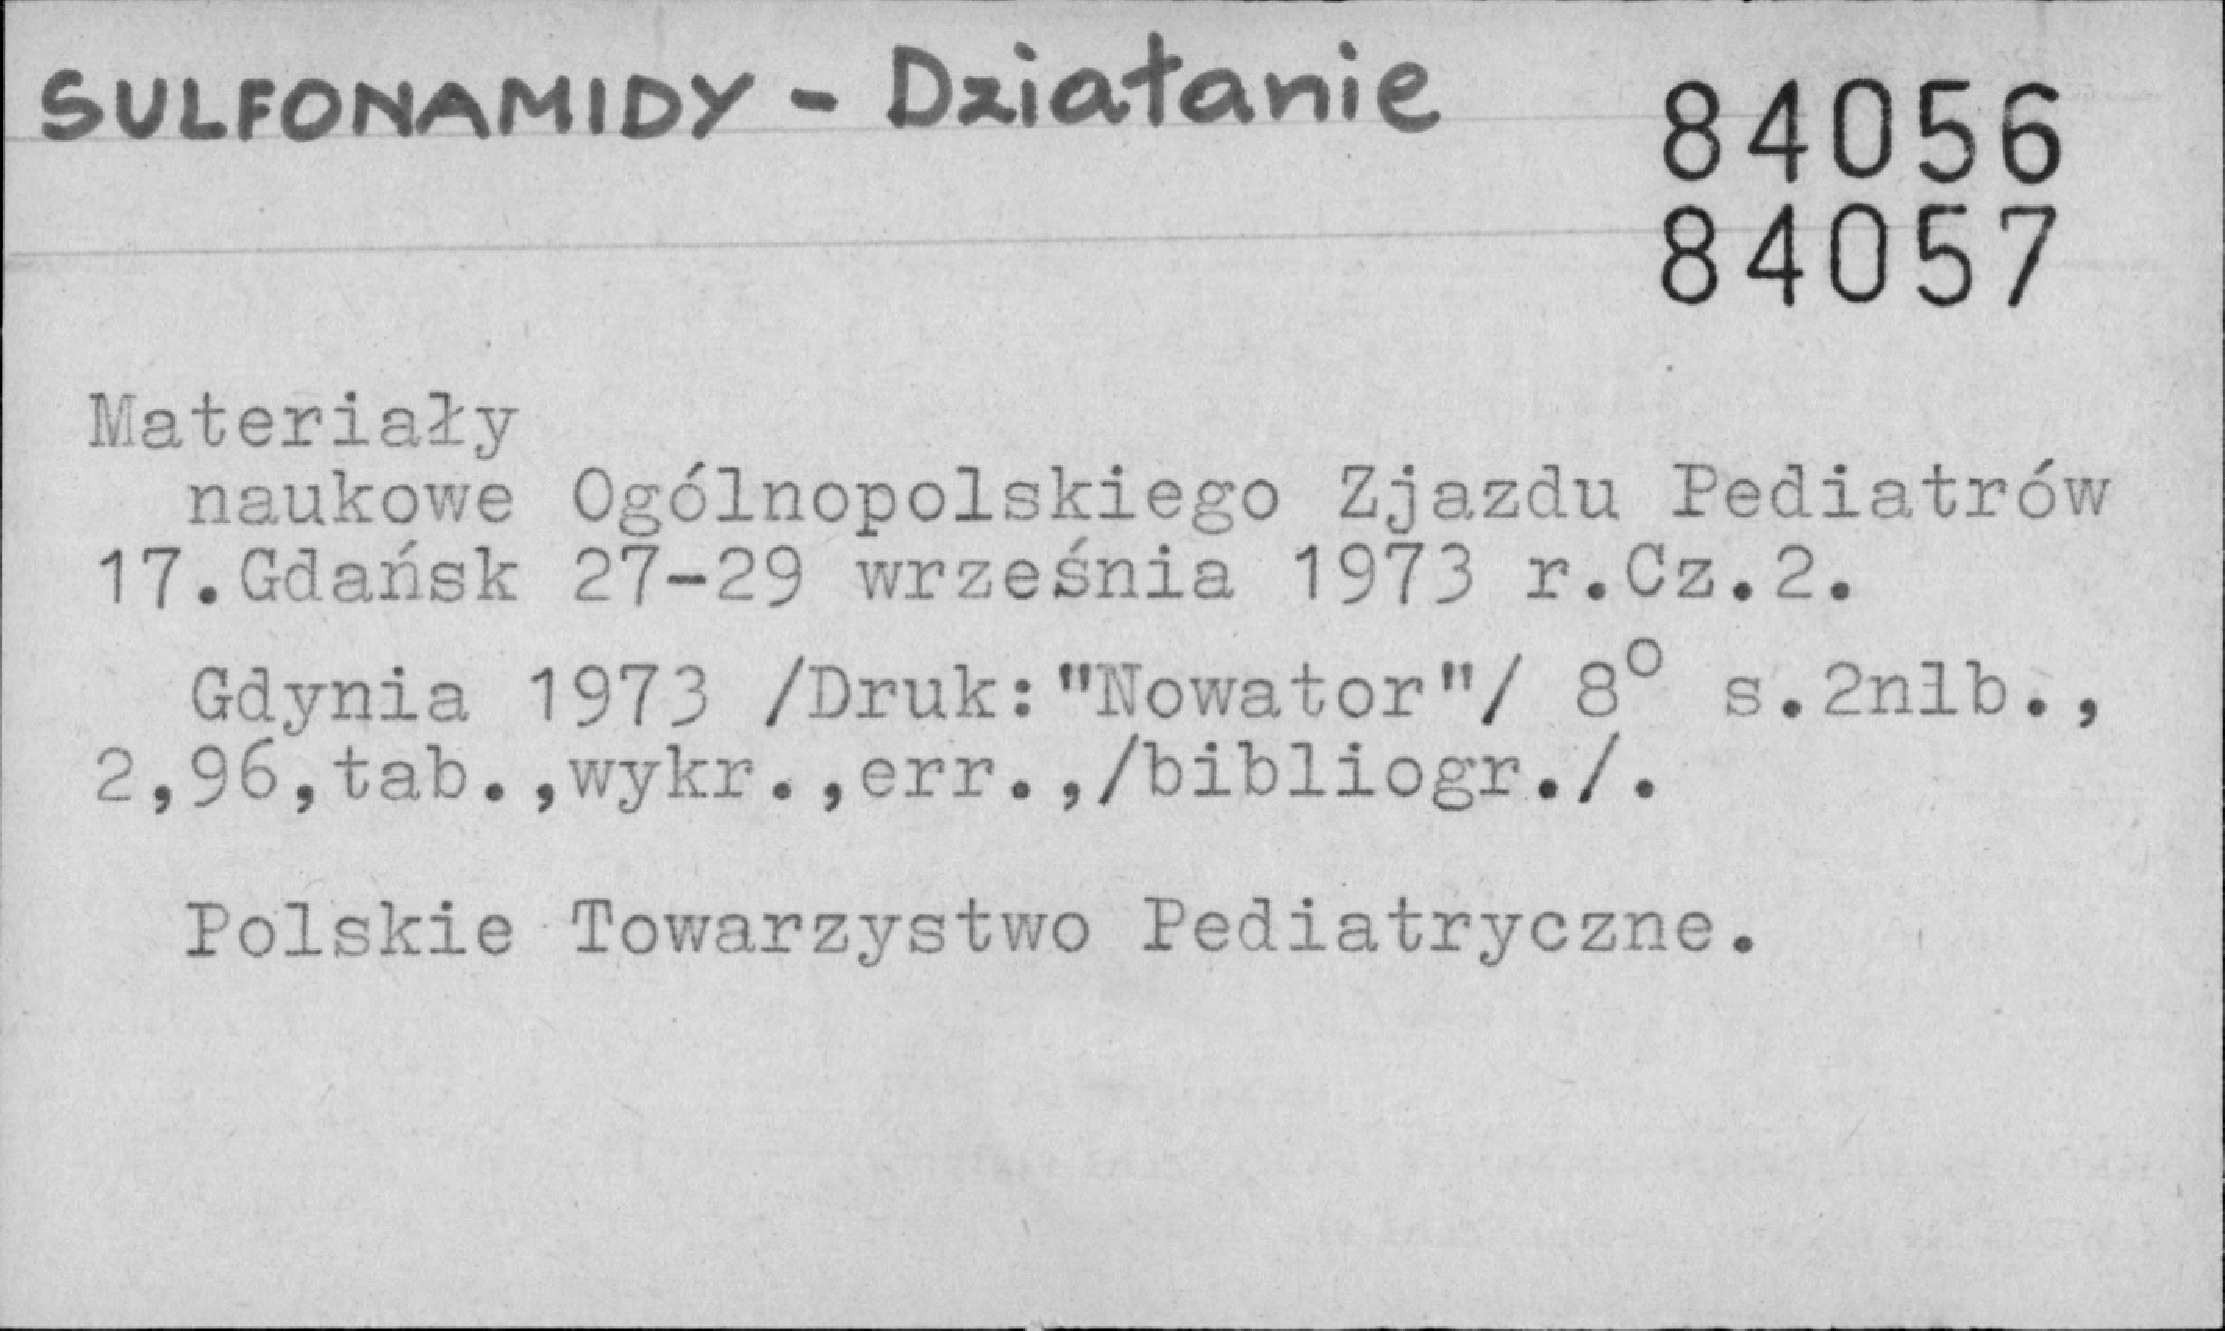 SULFONAMIDY - Działanie
84056
84057
Materiały
naukowe Ogólnopolskiego Zjazdu Pediatrów
17.Gdańsk 27-29 września 1973 r.Cz.2.
Gdynia 1973 /Druk:"Nowator"/ 8° s.2nlb.,
2,96,tab.,wykr.,err.,/bibliogr./.
Polskie Towarzystwo Pediatryczne.